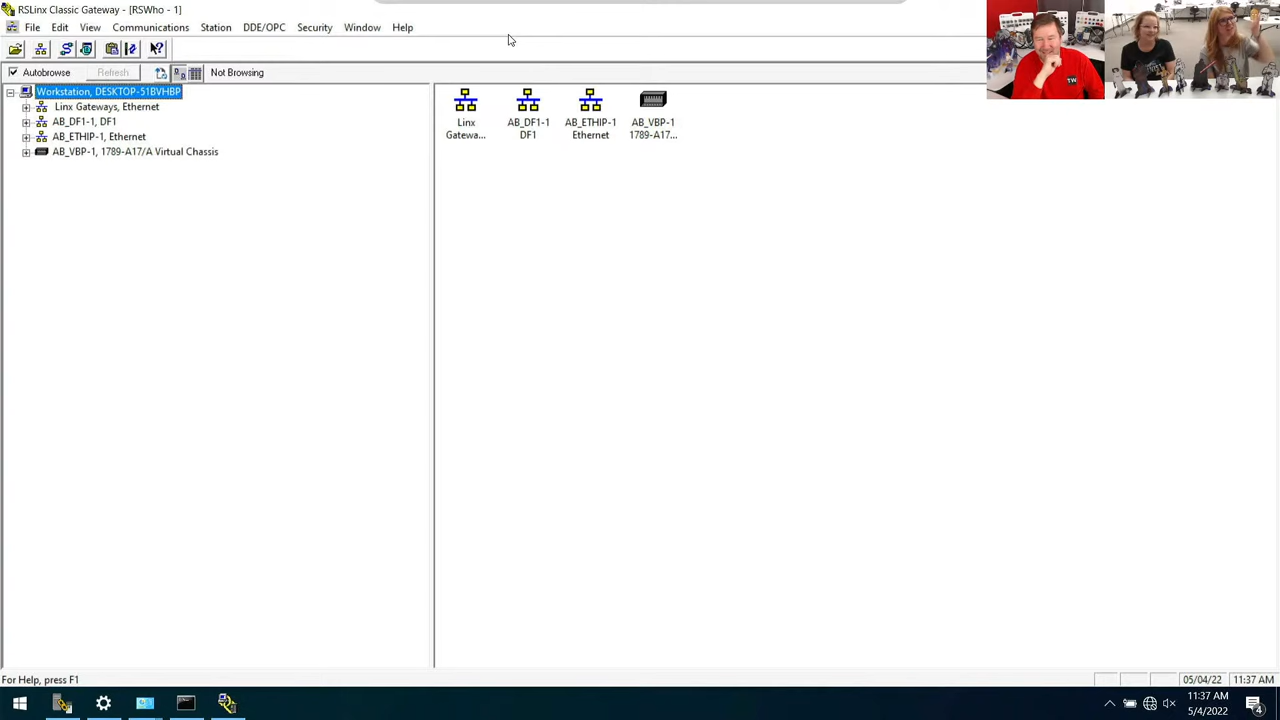 RSLinx Classic Gateway - [RSWho - 1]
File Edit View Communications Station DDE/OPC Security Window Help
Autobrowse Refresh Not Browsing
Workstation, DESKTOP-51BVHBP
Linx Gateways, Ethernet
AB_DF1-1, DF1
AB_ETHIP-1, Ethernet
AB_VBP-1, 1789-A17/A Virtual Chassis
Linx
Gatewa...
AB_DF1-1
DF1
AB_ETHIP-1
Ethernet
AB_VBP-1
1789-A17...
TW
For Help, press F1
05/04/22 11:37 AM
11:37 AM
5/4/2022
4